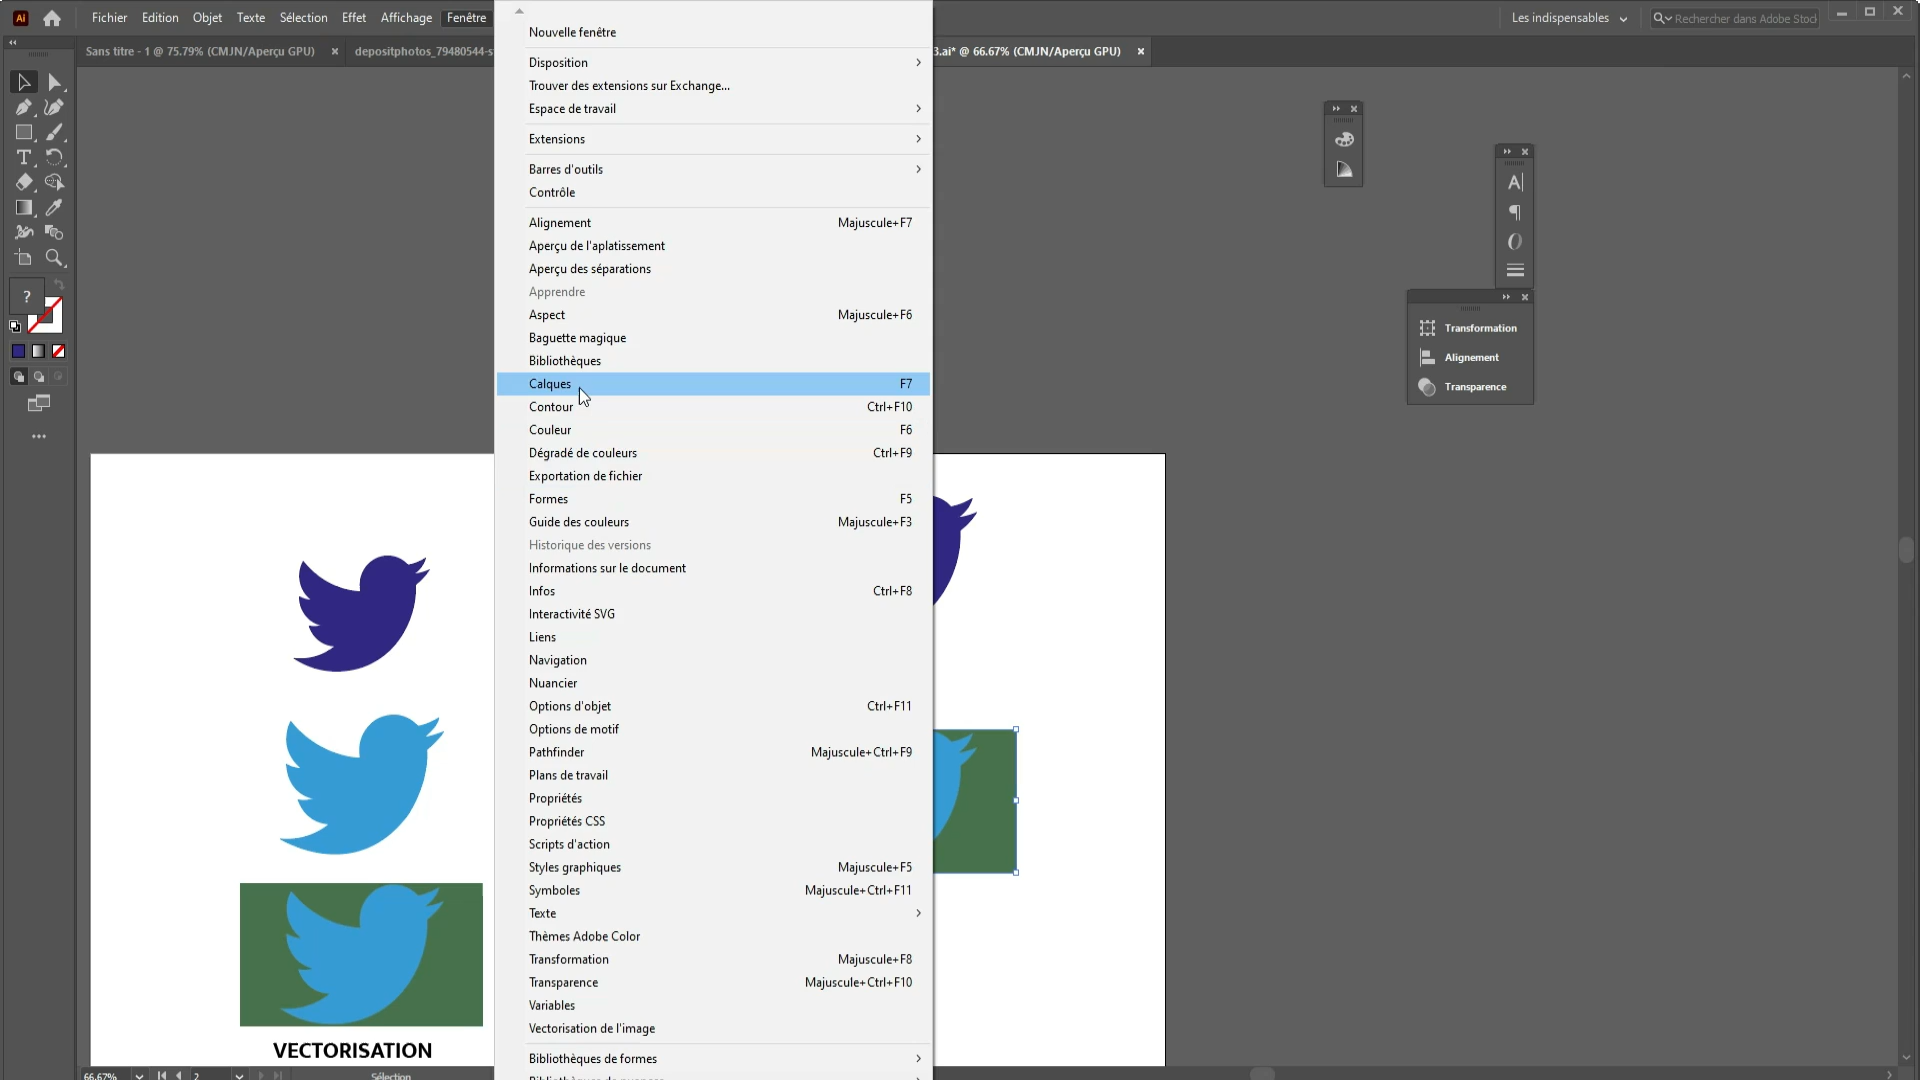 Ai Fichier Edition Objet Texte Sélection Effet Affichage Fenêtre
Les indispensables
Rechercher dans Adobe Stock
Sans titre - 1 @ 75.79% (CMJN/Aperçu GPU) ×
depositphotos_79480544-s
3.ai* @ 66.67% (CMJN/Aperçu GPU) ×
Nouvelle fenêtre
Disposition
Trouver des extensions sur Exchange...
Espace de travail
Extensions
Barres d'outils
Contrôle
Alignement Majuscule+F7
Aperçu de l'aplatissement
Aperçu des séparations
Apprendre
Aspect Majuscule+F6
Baguette magique
Bibliothèques
Calques F7
Contour Ctrl+F10
Couleur F6
Dégradé de couleurs Ctrl+F9
Exportation de fichier
Formes F5
Guide des couleurs Majuscule+F3
Historique des versions
Informations sur le document
Infos Ctrl+F8
Interactivité SVG
Liens
Navigation
Nuancier
Options d'objet Ctrl+F11
Options de motif
Pathfinder Majuscule+Ctrl+F9
Plans de travail
Propriétés
Propriétés CSS
Scripts d'action
Styles graphiques Majuscule+F5
Symboles Majuscule+Ctrl+F11
Texte
Thèmes Adobe Color
Transformation Majuscule+F8
Transparence Majuscule+Ctrl+F10
Variables
Vectorisation de l'image
Bibliothèques de formes
Transformation
Alignement
Transparence
VECTORISATION
66.67% 2 Sélection